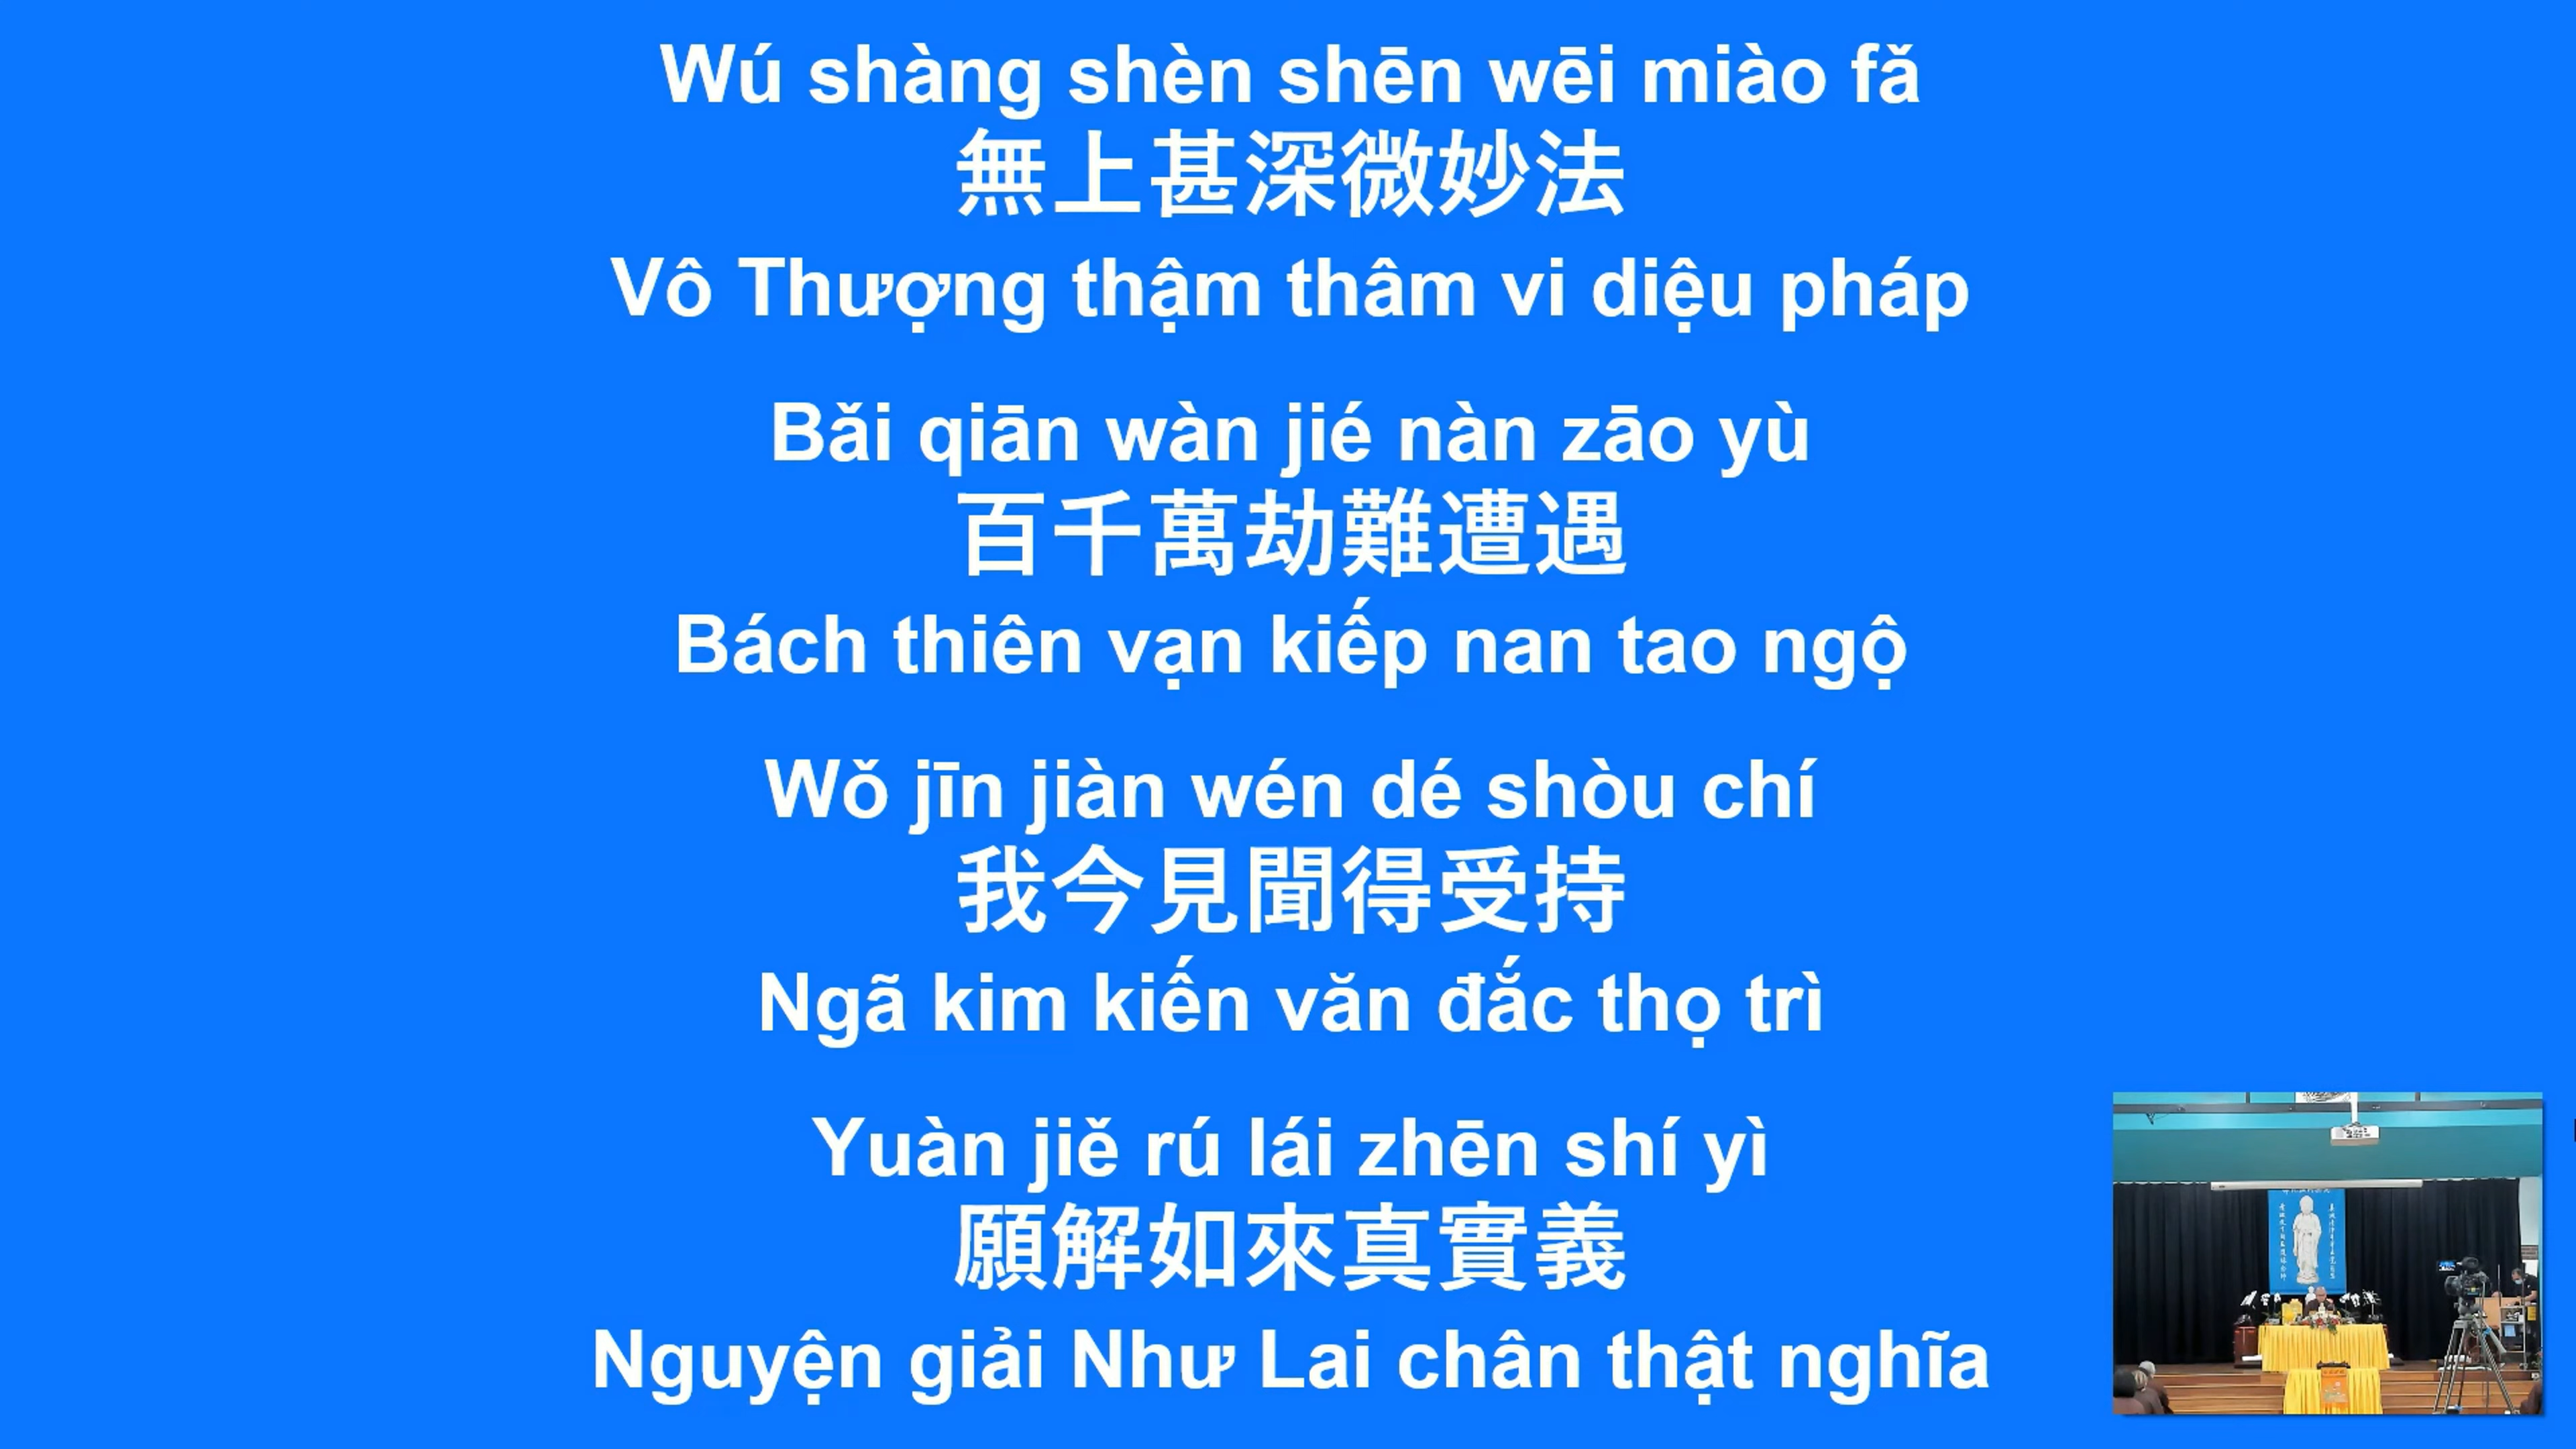 Wú shàng shèn shēn wēi miào fǎ
無上甚深微妙法
Vô Thượng thậm thâm vi diệu pháp
Bǎi qiān wàn jié nàn zāo yù
百千萬劫難遭遇
Bách thiên vạn kiếp nan tao ngộ
Wǒ jīn jiàn wén dé shòu chí
我今見聞得受持
Ngã kim kiến văn đắc thọ trì
Yuàn jiě rú lái zhēn shí yì
願解如來真實義
Nguyện giải Như Lai chân thật nghĩa